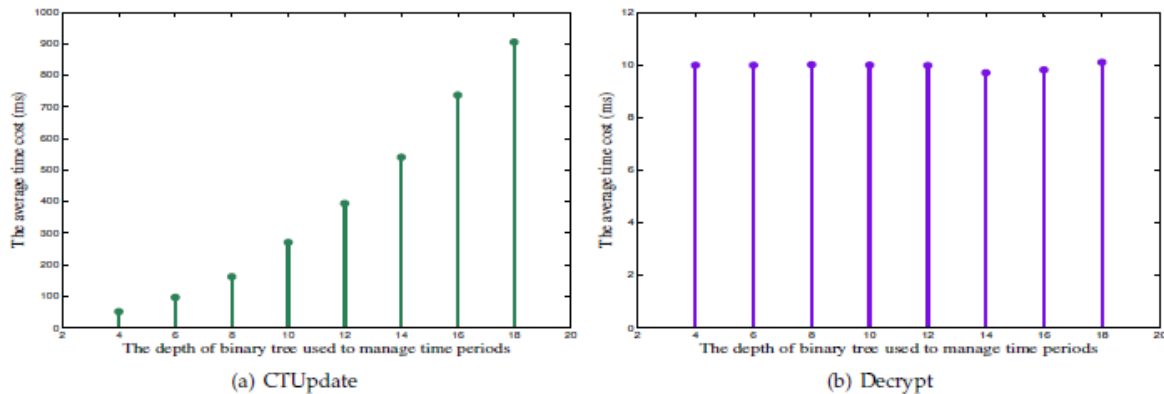 1000
900
800
700
600
500
400
300
200
100
0
The average time cost (ms)
2 4 6 8 10 12 14 16 18 20
The depth of binary tree used to manage time periods
(a) CTUpdate
12
10
8
6
4
2
0
The average time cost (ms)
2 4 6 8 10 12 14 16 18 20
The depth of binary tree used to manage time periods
(b) Decrypt